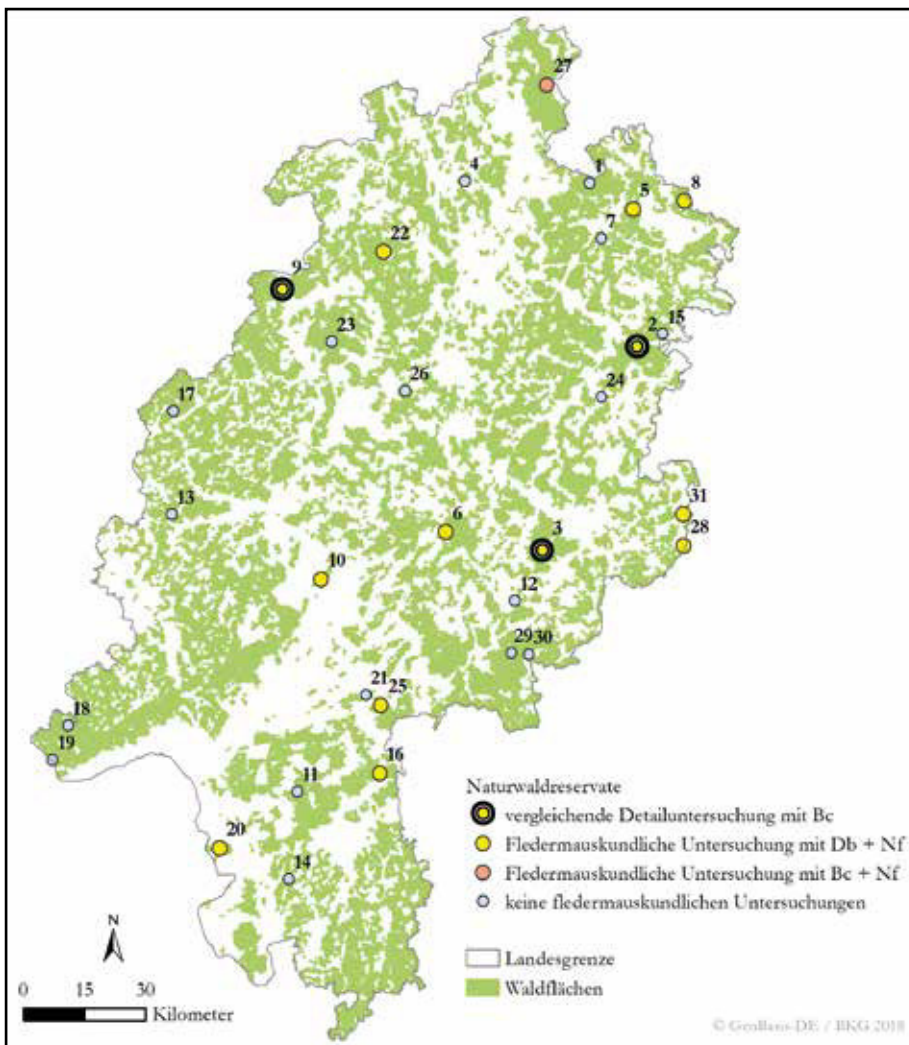 27
4
1
5
8
7
22
9
2
15
23
24
26
17
31
13
6
3
28
10
12
29
30
21
25
18
19
16
11
20
14
Naturwaldreservate
vergleichende Detailuntersuchung mit Bc
Fledermauskundliche Untersuchung mit Db + Nf
Fledermauskundliche Untersuchung mit Bc + Nf
keine fledermauskundlichen Untersuchungen
N
Landesgrenze
Waldflächen
0 15 30
Kilometer
© GeoBasis-DE / BKG 2018